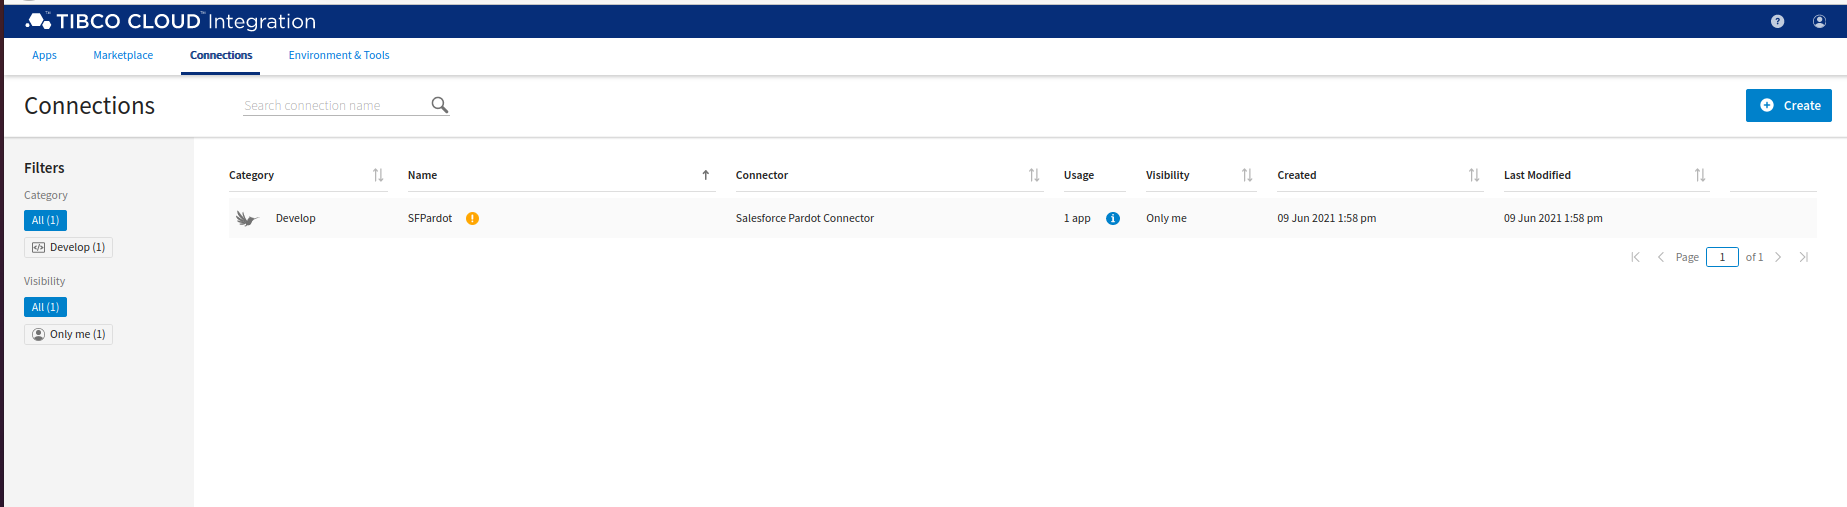 TIBCO CLOUD™ Integration
Apps Marketplace Connections Environment & Tools
Connections Search connection name Create
Filters
Category
All (1)
Develop (1)
Visibility
All (1)
Only me (1)
Category Name Connector Usage Visibility Created Last Modified
Develop SFPardot Salesforce Pardot Connector 1 app Only me 09 Jun 2021 1:58 pm 09 Jun 2021 1:58 pm
Page 1 of 1